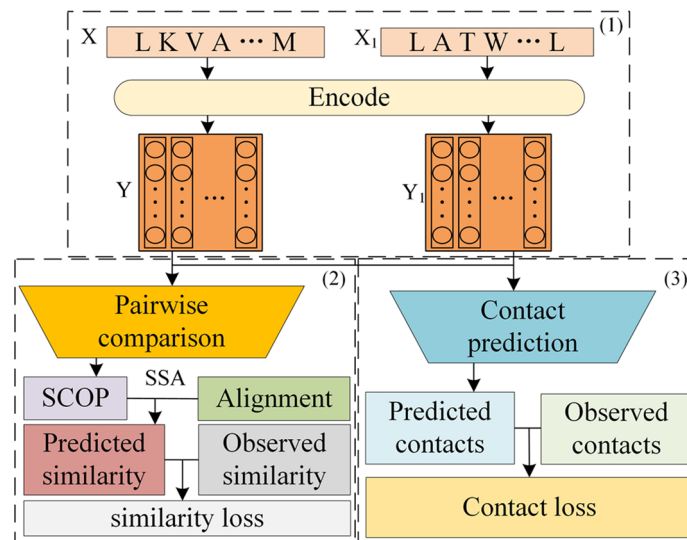 (1)
X
L K V A ··· M
X₁
L A T W ··· L
Encode
Y
...
Y₁
...
(2)
Pairwise
comparison
SCOP
SSA
Alignment
Predicted
similarity
Observed
similarity
similarity loss
(3)
Contact
prediction
Predicted
contacts
Observed
contacts
Contact loss